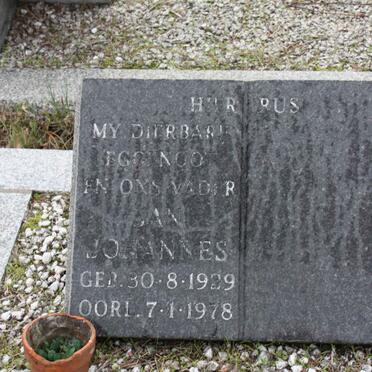 HIER RUS
MY DIERBARE
EGGENOOT
EN ONS VADER
JAN
JOHANNES
GEB. 30·8·1929
OORL. 7·1·1978